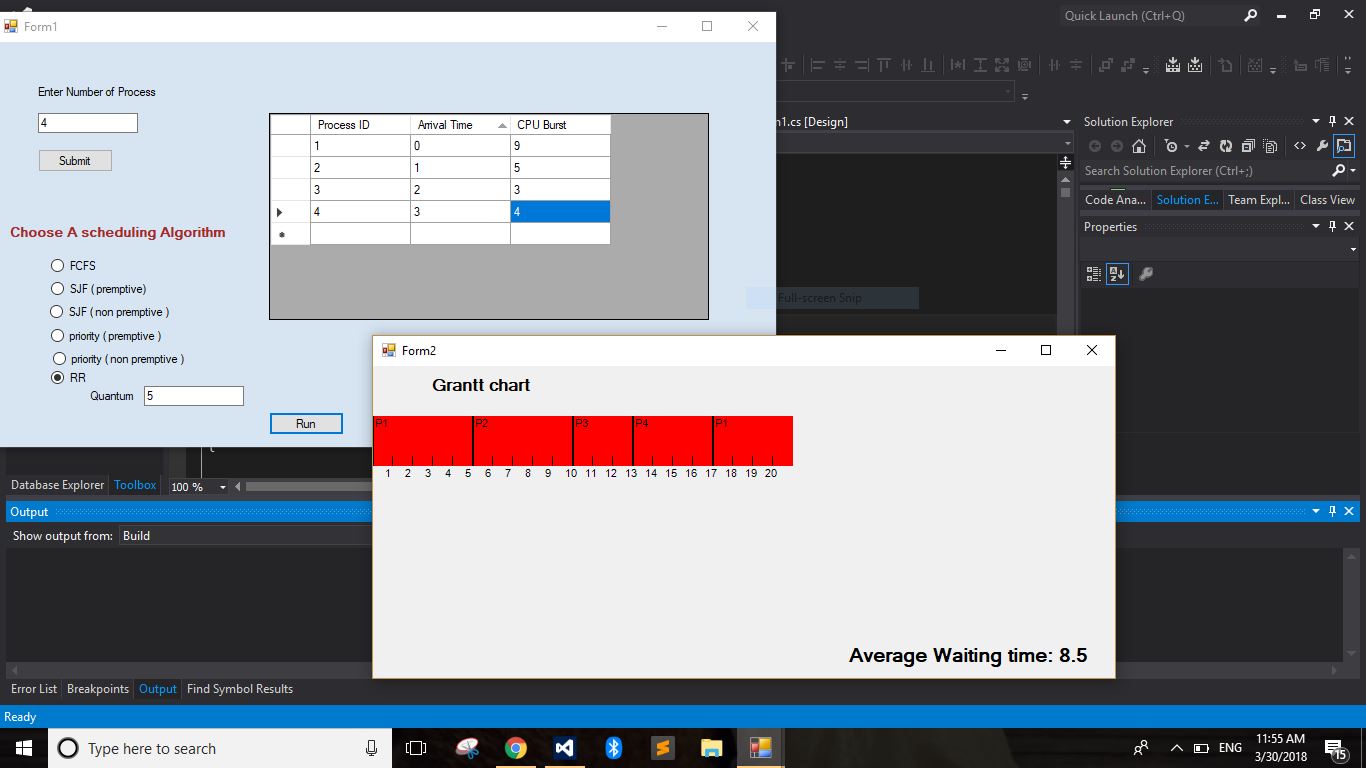 Form1
Quick Launch (Ctrl+Q)
Enter Number of Process
4
Submit
Process ID Arrival Time CPU Burst
1 0 9
2 1 5
3 2 3
4 3 4
Choose A scheduling Algorithm
FCFS
SJF ( premptive)
SJF ( non premptive )
priority ( premptive )
priority ( non premptive )
RR
Quantum 5
Run
[Design]
Full-screen Snip
Solution Explorer
Search Solution Explorer (Ctrl+;)
Code Ana... Solution E... Team Expl... Class View
Properties
Form2
Grantt chart
P1 P2 P3 P4 P1
1 2 3 4 5 6 7 8 9 10 11 12 13 14 15 16 17 18 19 20
Average Waiting time: 8.5
Database Explorer Toolbox
100 %
Output
Show output from: Build
Error List Breakpoints Output Find Symbol Results
Ready
Type here to search
ENG
11:55 AM
3/30/2018
15